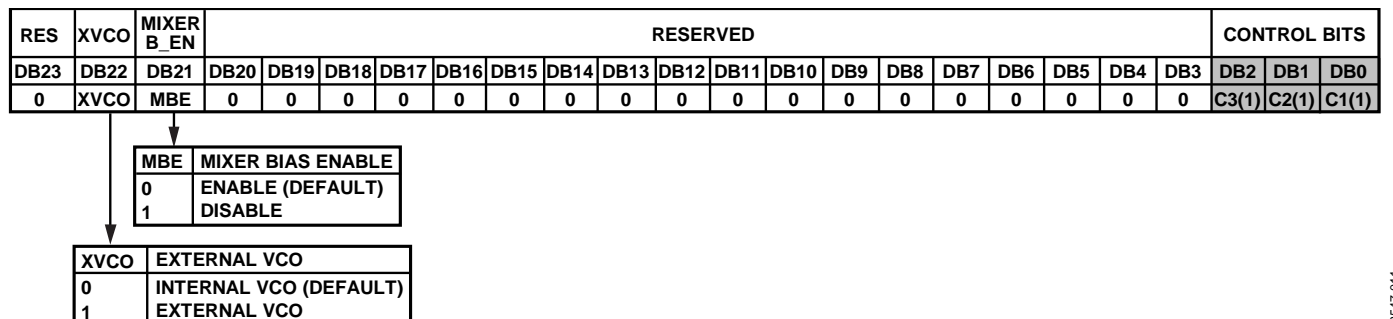 RES XVCO MIXER B_EN RESERVED CONTROL BITS
DB23 DB22 DB21 DB20 DB19 DB18 DB17 DB16 DB15 DB14 DB13 DB12 DB11 DB10 DB9 DB8 DB7 DB6 DB5 DB4 DB3 DB2 DB1 DB0
0 XVCO MBE 0 0 0 0 0 0 0 0 0 0 0 0 0 0 0 0 0 0 C3(1) C2(1) C1(1)
MBE MIXER BIAS ENABLE
0 ENABLE (DEFAULT)
1 DISABLE
XVCO EXTERNAL VCO
0 INTERNAL VCO (DEFAULT)
1 EXTERNAL VCO